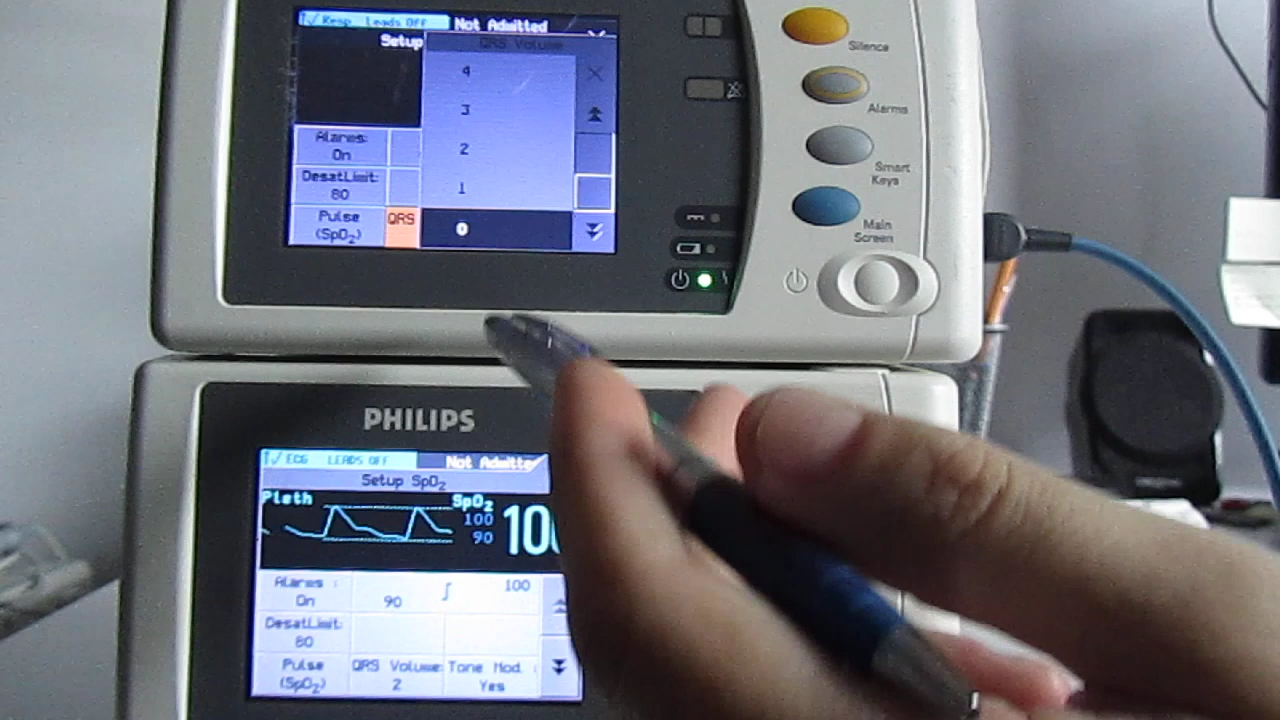 Resp Leads Off Not Admitted
Setup
QRS Volume
4
3
2
1
0
Alarms:
On
DesatLimit:
80
Pulse
(SpO₂)
QRS
Silence
Alarms
Smart
Keys
Main
Screen
PHILIPS
ECG LEADS OFF Not Admitte
Setup SpO₂
Pleth SpO₂
100
90
10
Alarms :
On
90 100
DesatLimit:
80
Pulse
(SpO₂)
QRS Volume:
2
Tone Mod. :
Yes